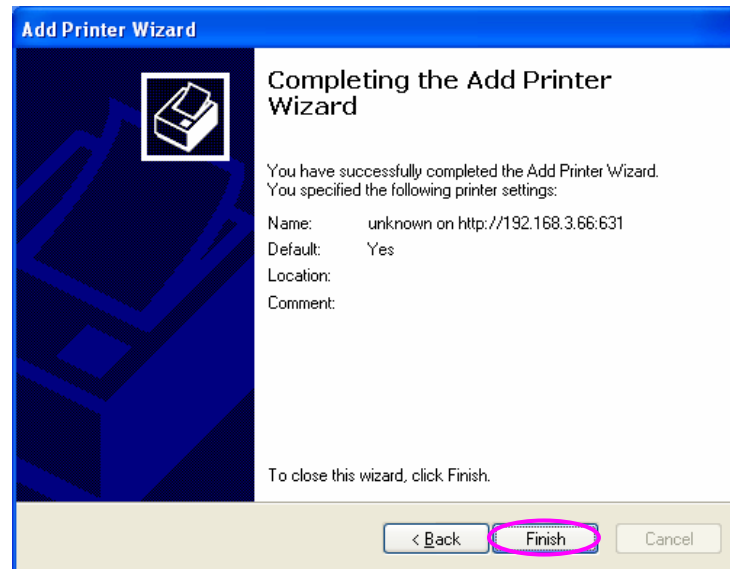 Add Printer Wizard
Completing the Add Printer
Wizard
You have successfully completed the Add Printer Wizard.
You specified the following printer settings:
Name: unknown on http://192.168.3.66:631
Default: Yes
Location:
Comment:
To close this wizard, click Finish.
< Back Finish Cancel